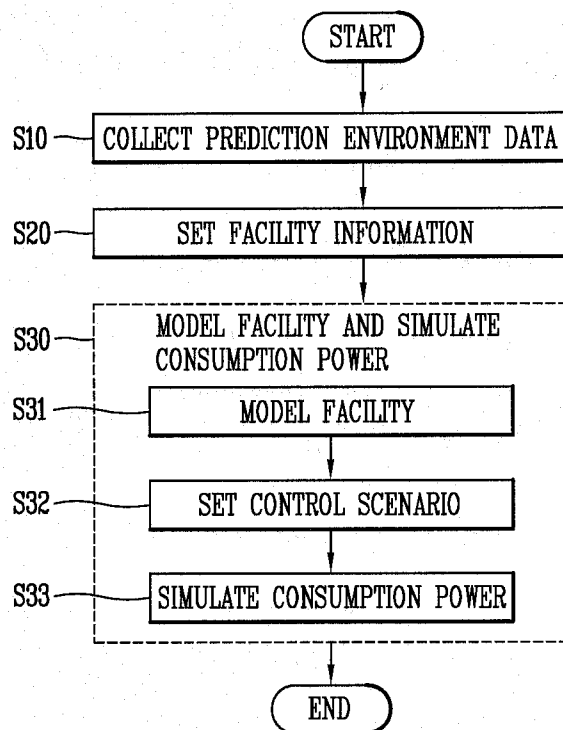 START
S10 COLLECT PREDICTION ENVIRONMENT DATA
S20 SET FACILITY INFORMATION
S30 MODEL FACILITY AND SIMULATE
CONSUMPTION POWER
S31 MODEL FACILITY
S32 SET CONTROL SCENARIO
S33 SIMULATE CONSUMPTION POWER
END